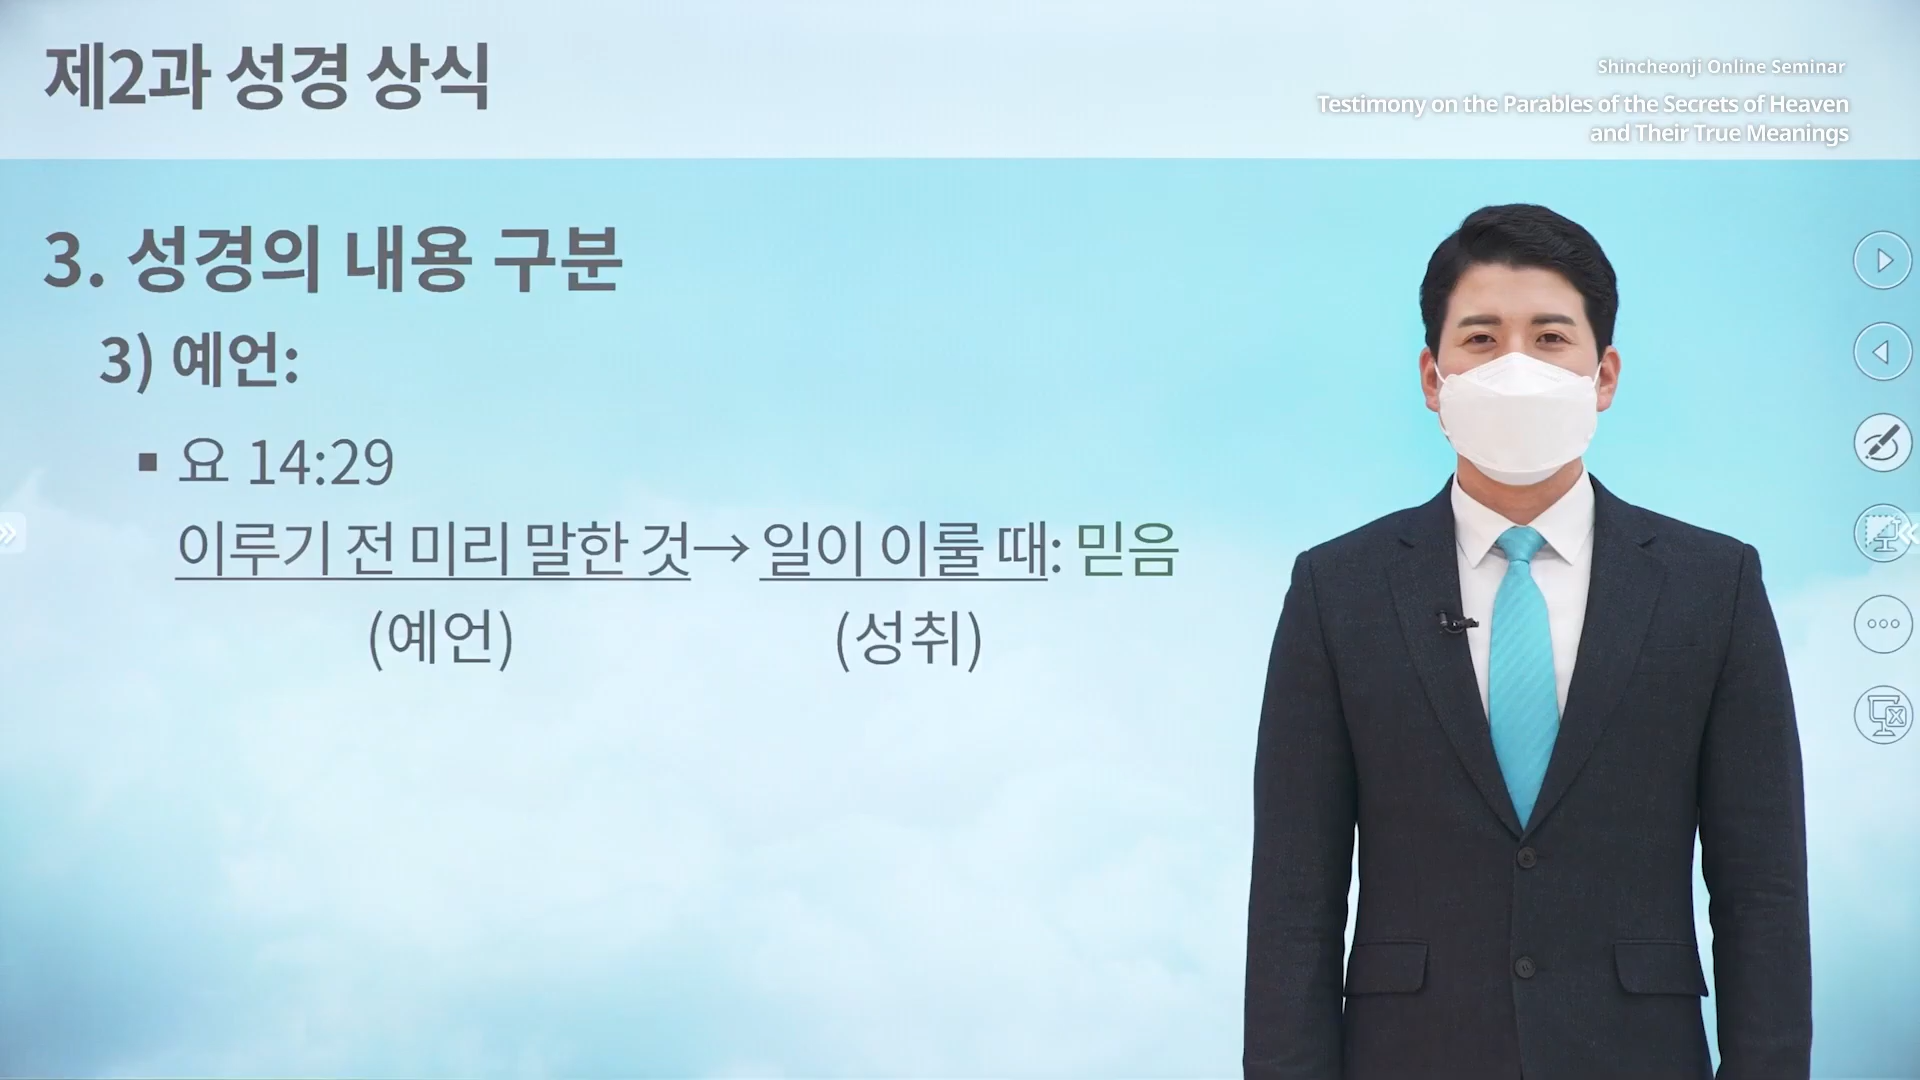 제2과 성경 상식
Shincheonji Online Seminar
Testimony on the Parables of the Secrets of Heaven
and Their True Meanings
3. 성경의 내용 구분
3) 예언:
▪ 요 14:29
이루기 전 미리 말한 것→ 일이 이룰 때: 믿음
(예언) (성취)